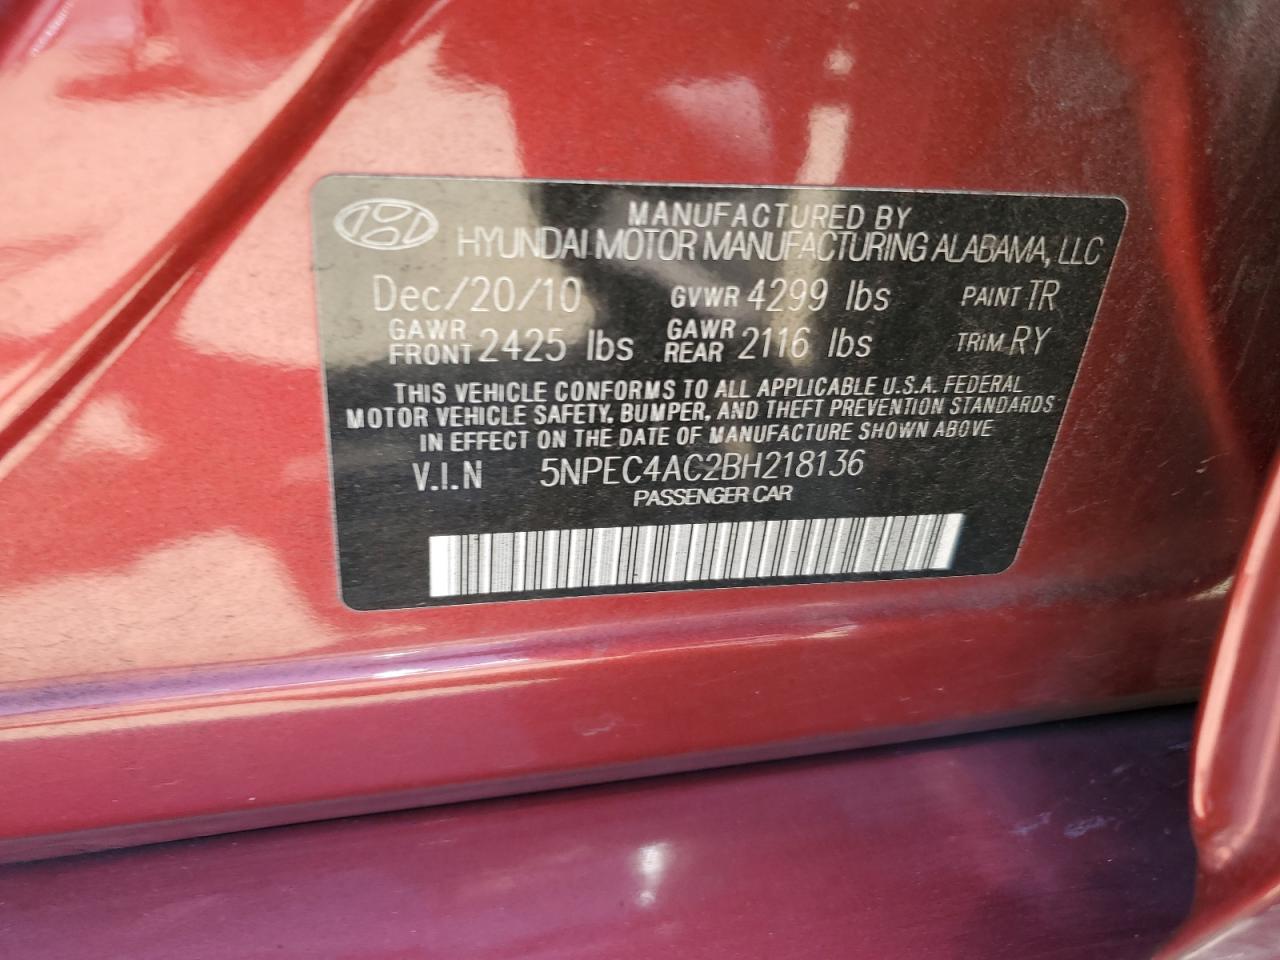 MANUFACTURED BY
HYUNDAI MOTOR MANUFACTURING ALABAMA, LLC
Dec/20/10 GVWR 4299 lbs PAINT TR
GAWR FRONT 2425 lbs GAWR REAR 2116 lbs TRIM RY
THIS VEHICLE CONFORMS TO ALL APPLICABLE U.S.A. FEDERAL
MOTOR VEHICLE SAFETY, BUMPER, AND THEFT PREVENTION STANDARDS
IN EFFECT ON THE DATE OF MANUFACTURE SHOWN ABOVE
V.I.N 5NPEC4AC2BH218136
PASSENGER CAR